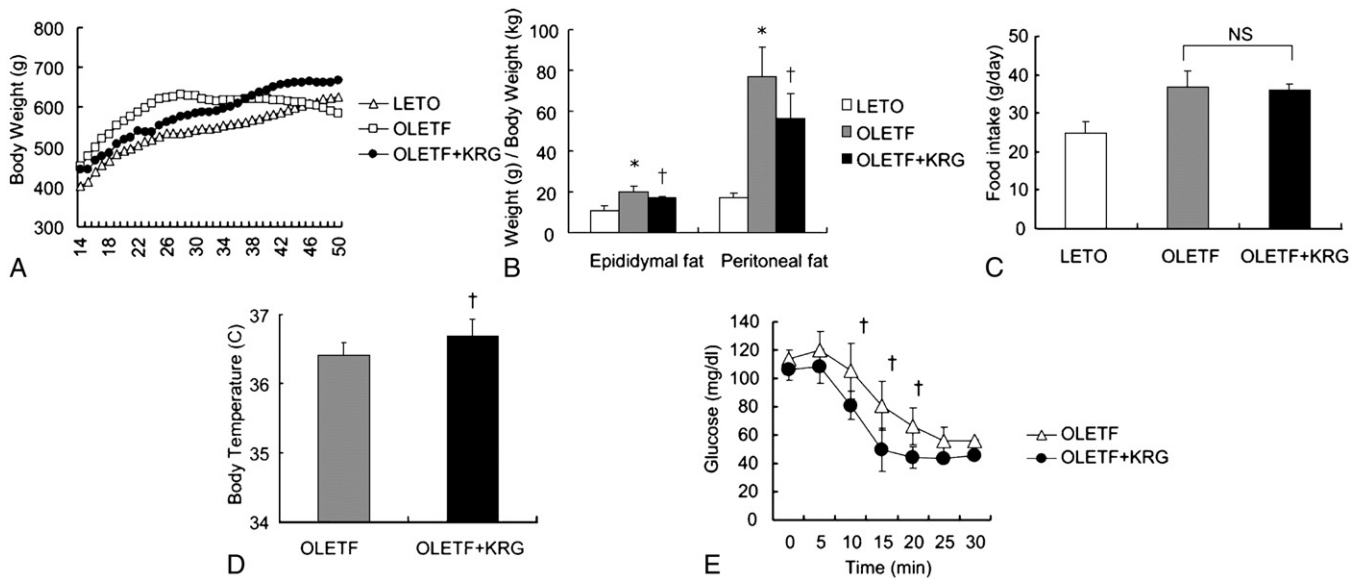 800
700
600
500
400
300
Body Weight (g)
14 18 22 26 30 34 38 42 46 50
LETO
OLETF
OLETF+KRG
A
Weight (g) / Body Weight (kg)
100
80
60
40
20
0
*
†
*
†
Epididymal fat Peritoneal fat
LETO
OLETF
OLETF+KRG
B
Food intake (g/day)
50
40
30
20
10
0
NS
LETO OLETF OLETF+KRG
C
Body Temperature (C)
37
36
35
34
†
OLETF OLETF+KRG
D
Glucose (mg/dl)
140
120
100
80
60
40
20
0
†
†
†
0 5 10 15 20 25 30
Time (min)
OLETF
OLETF+KRG
E